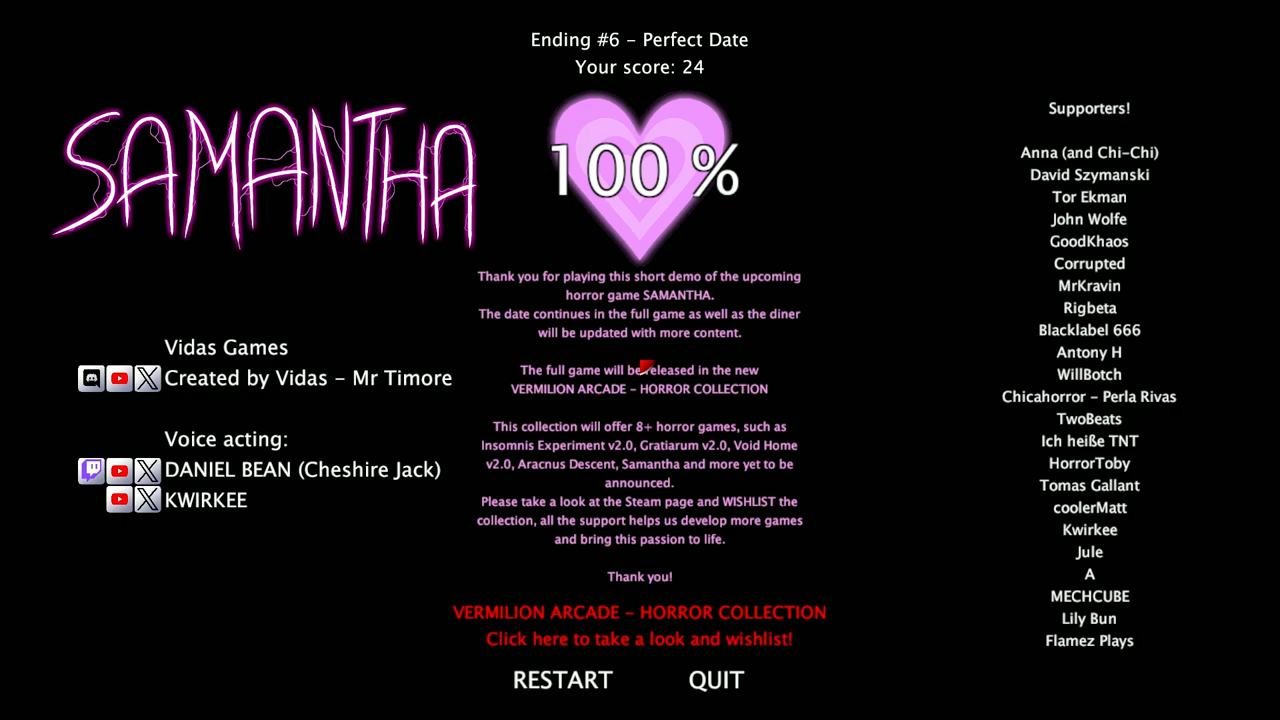 Ending #6 – Perfect Date
Your score: 24
SAMANTHA
100 %
Thank you for playing this short demo of the upcoming
horror game SAMANTHA.
The date continues in the full game as well as the diner
will be updated with more content.
The full game will be released in the new
VERMILION ARCADE – HORROR COLLECTION
This collection will offer 8+ horror games, such as
Insomnis Experiment v2.0, Gratiarum v2.0, Void Home
v2.0, Aracnus Descent, Samantha and more yet to be
announced.
Please take a look at the Steam page and WISHLIST the
collection, all the support helps us develop more games
and bring this passion to life.
Thank you!
VERMILION ARCADE – HORROR COLLECTION
Click here to take a look and wishlist!
RESTART
QUIT
Vidas Games
Created by Vidas – Mr Timore
Voice acting:
DANIEL BEAN (Cheshire Jack)
KWIRKEE
Supporters!
Anna (and Chi-Chi)
David Szymanski
Tor Ekman
John Wolfe
GoodKhaos
Corrupted
MrKravin
Rigbeta
Blacklabel 666
Antony H
WillBotch
Chicahorror – Perla Rivas
TwoBeats
Ich heiße TNT
HorrorToby
Tomas Gallant
coolerMatt
Kwirkee
Jule
A
MECHCUBE
Lily Bun
Flamez Plays